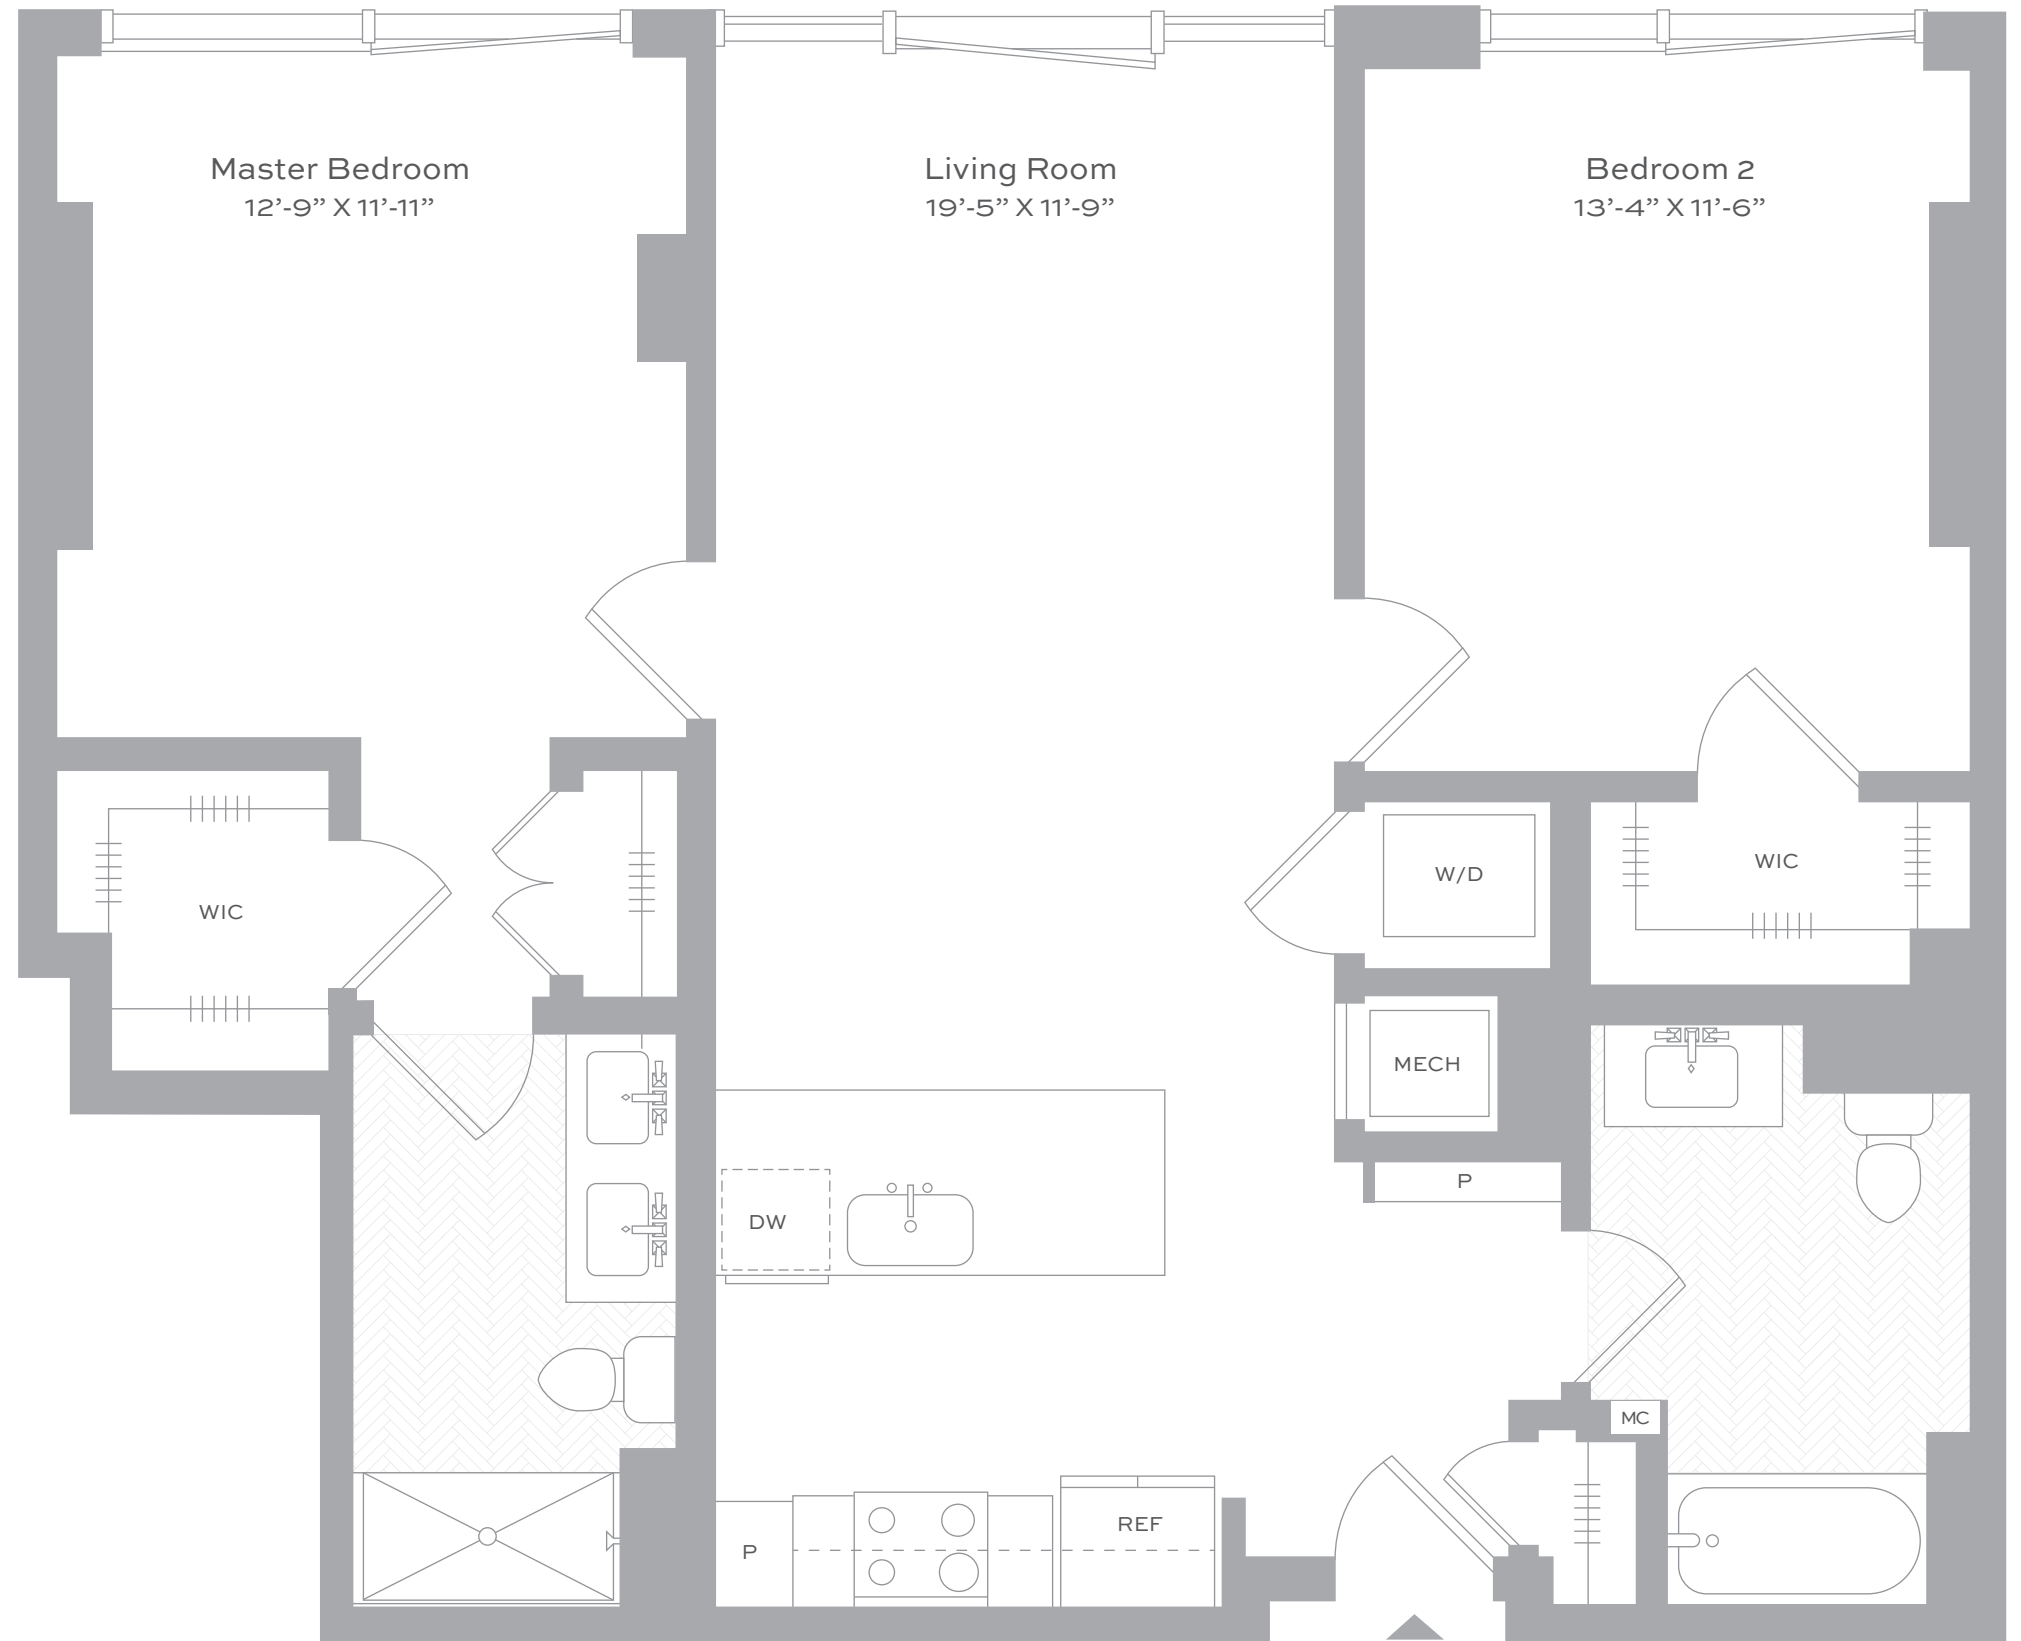 Master Bedroom
12’-9” X 11’-11”
Living Room
19’-5” X 11’-9”
Bedroom 2
13’-4” X 11’-6”
WIC
W/D
WIC
MECH
P
DW
MC
P
REF